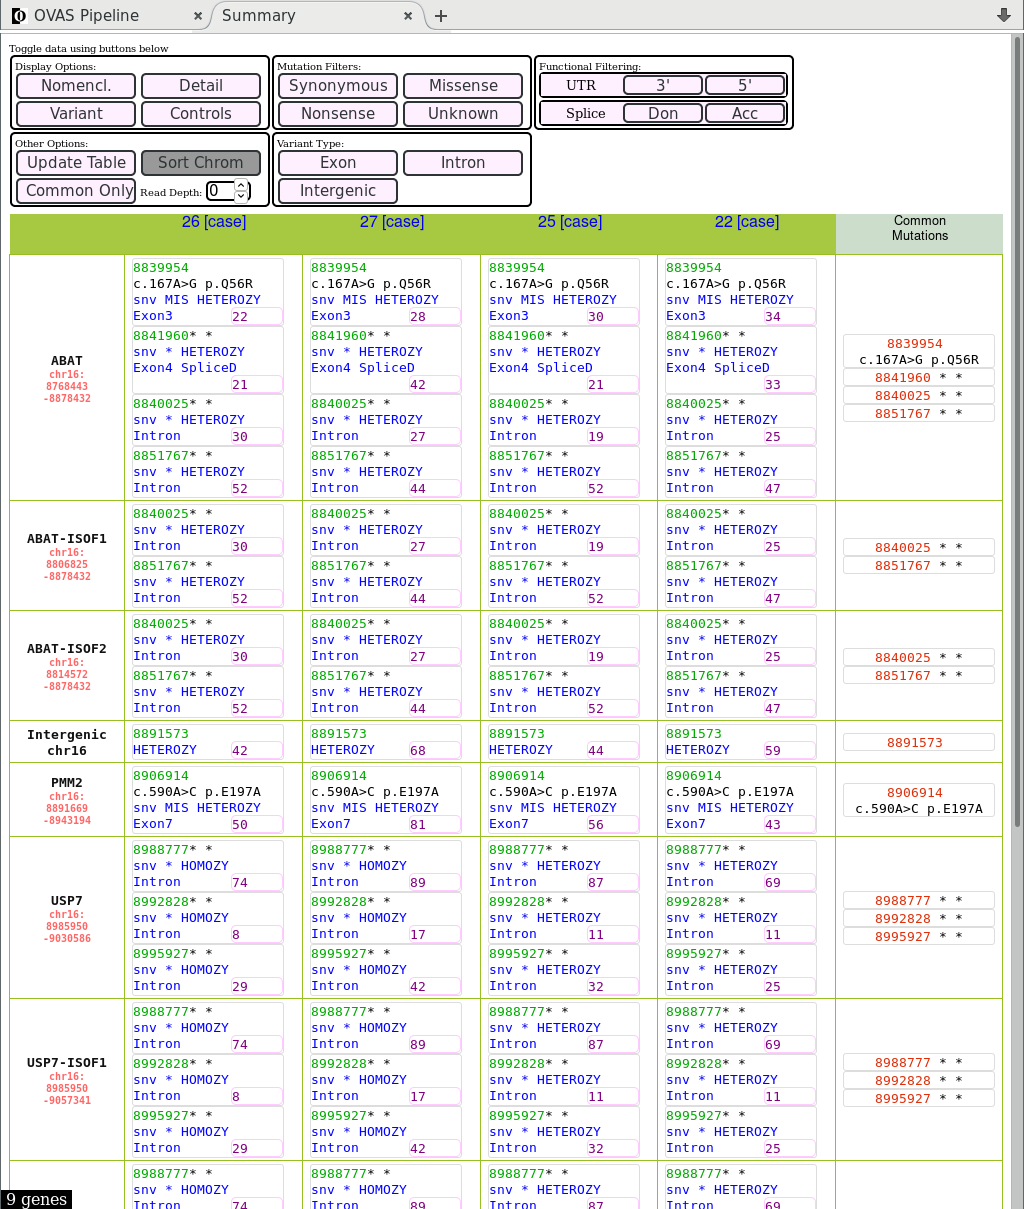 OVAS Pipeline × Summary × +
Toggle data using buttons below
Display Options: Mutation Filters: Functional Filtering:
Nomencl. Detail Synonymous Missense UTR 3' 5'
Variant Controls Nonsense Unknown Splice Don Acc
Other Options: Variant Type:
Update Table Sort Chrom Exon Intron
Common Only Read Depth: 0 Intergenic
26 [case] 27 [case] 25 [case] 22 [case] Common
Mutations
ABAT
chr16:
8768443
-8878432
8839954
c.167A>G p.Q56R
snv MIS HETEROZY
Exon3 22
8841960* *
snv * HETEROZY
Exon4 SpliceD
21
8840025* *
snv * HETEROZY
Intron 30
8851767* *
snv * HETEROZY
Intron 52
8839954
c.167A>G p.Q56R
snv MIS HETEROZY
Exon3 28
8841960* *
snv * HETEROZY
Exon4 SpliceD
42
8840025* *
snv * HETEROZY
Intron 27
8851767* *
snv * HETEROZY
Intron 44
8839954
c.167A>G p.Q56R
snv MIS HETEROZY
Exon3 30
8841960* *
snv * HETEROZY
Exon4 SpliceD
21
8840025* *
snv * HETEROZY
Intron 19
8851767* *
snv * HETEROZY
Intron 52
8839954
c.167A>G p.Q56R
snv MIS HETEROZY
Exon3 34
8841960* *
snv * HETEROZY
Exon4 SpliceD
33
8840025* *
snv * HETEROZY
Intron 25
8851767* *
snv * HETEROZY
Intron 47
8839954
c.167A>G p.Q56R
8841960 * *
8840025 * *
8851767 * *
ABAT-ISOF1
chr16:
8806825
-8878432
8840025* *
snv * HETEROZY
Intron 30
8851767* *
snv * HETEROZY
Intron 52
8840025* *
snv * HETEROZY
Intron 27
8851767* *
snv * HETEROZY
Intron 44
8840025* *
snv * HETEROZY
Intron 19
8851767* *
snv * HETEROZY
Intron 52
8840025* *
snv * HETEROZY
Intron 25
8851767* *
snv * HETEROZY
Intron 47
8840025 * *
8851767 * *
ABAT-ISOF2
chr16:
8814572
-8878432
8840025* *
snv * HETEROZY
Intron 30
8851767* *
snv * HETEROZY
Intron 52
8840025* *
snv * HETEROZY
Intron 27
8851767* *
snv * HETEROZY
Intron 44
8840025* *
snv * HETEROZY
Intron 19
8851767* *
snv * HETEROZY
Intron 52
8840025* *
snv * HETEROZY
Intron 25
8851767* *
snv * HETEROZY
Intron 47
8840025 * *
8851767 * *
Intergenic
chr16
8891573
HETEROZY 42
8891573
HETEROZY 68
8891573
HETEROZY 44
8891573
HETEROZY 59
8891573
PMM2
chr16:
8891669
-8943194
8906914
c.590A>C p.E197A
snv MIS HETEROZY
Exon7 50
8906914
c.590A>C p.E197A
snv MIS HETEROZY
Exon7 81
8906914
c.590A>C p.E197A
snv MIS HETEROZY
Exon7 56
8906914
c.590A>C p.E197A
snv MIS HETEROZY
Exon7 43
8906914
c.590A>C p.E197A
USP7
chr16:
8985950
-9030586
8988777* *
snv * HOMOZY
Intron 74
8992828* *
snv * HOMOZY
Intron 8
8995927* *
snv * HOMOZY
Intron 29
8988777* *
snv * HOMOZY
Intron 89
8992828* *
snv * HOMOZY
Intron 17
8995927* *
snv * HOMOZY
Intron 42
8988777* *
snv * HETEROZY
Intron 87
8992828* *
snv * HETEROZY
Intron 11
8995927* *
snv * HETEROZY
Intron 32
8988777* *
snv * HETEROZY
Intron 69
8992828* *
snv * HETEROZY
Intron 11
8995927* *
snv * HETEROZY
Intron 25
8988777 * *
8992828 * *
8995927 * *
USP7-ISOF1
chr16:
8985950
-9057341
8988777* *
snv * HOMOZY
Intron 74
8992828* *
snv * HOMOZY
Intron 8
8995927* *
snv * HOMOZY
Intron 29
8988777* *
snv * HOMOZY
Intron 89
8992828* *
snv * HOMOZY
Intron 17
8995927* *
snv * HOMOZY
Intron 42
8988777* *
snv * HETEROZY
Intron 87
8992828* *
snv * HETEROZY
Intron 11
8995927* *
snv * HETEROZY
Intron 32
8988777* *
snv * HETEROZY
Intron 69
8992828* *
snv * HETEROZY
Intron 11
8995927* *
snv * HETEROZY
Intron 25
8988777 * *
8992828 * *
8995927 * *
8988777* *
snv * HOMOZY
Intron 74
8988777* *
snv * HOMOZY
Intron 89
8988777* *
snv * HETEROZY
Intron 87
8988777* *
snv * HETEROZY
Intron 69
9 genes